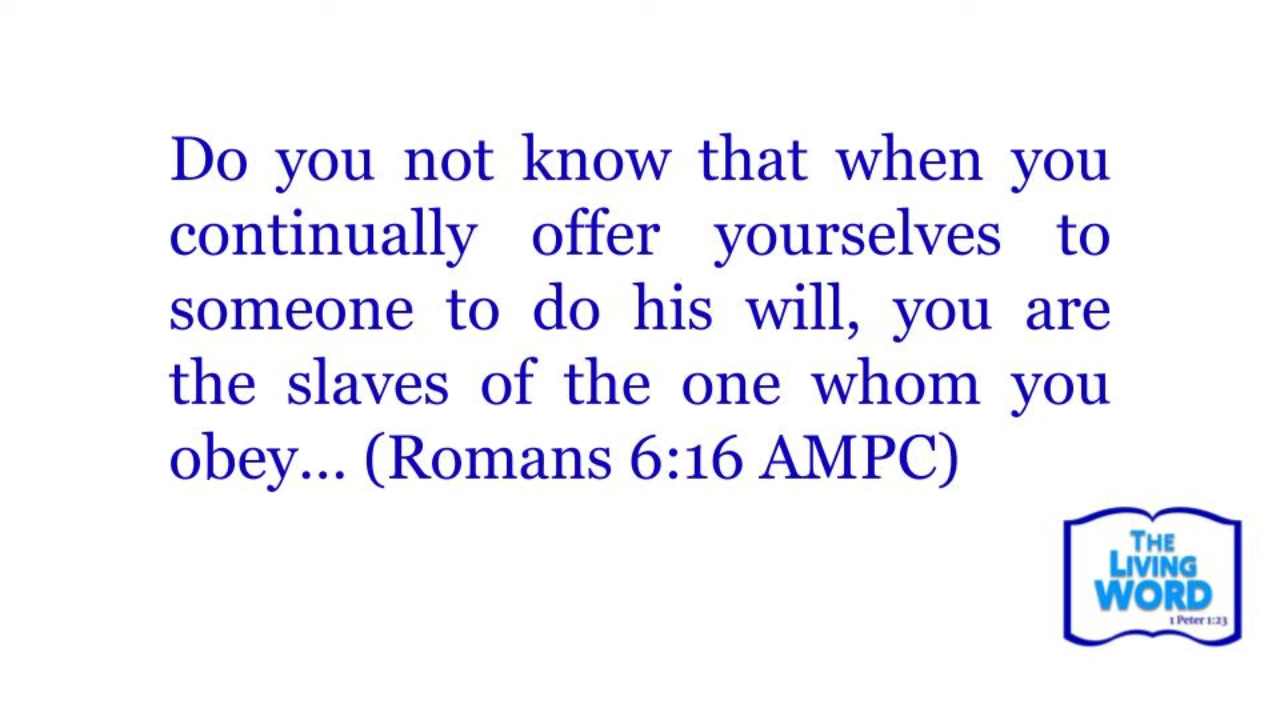 Do you not know that when you
continually offer yourselves to
someone to do his will, you are
the slaves of the one whom you
obey... (Romans 6:16 AMPC)
THE
LIVING
WORD
1 Peter 1:23